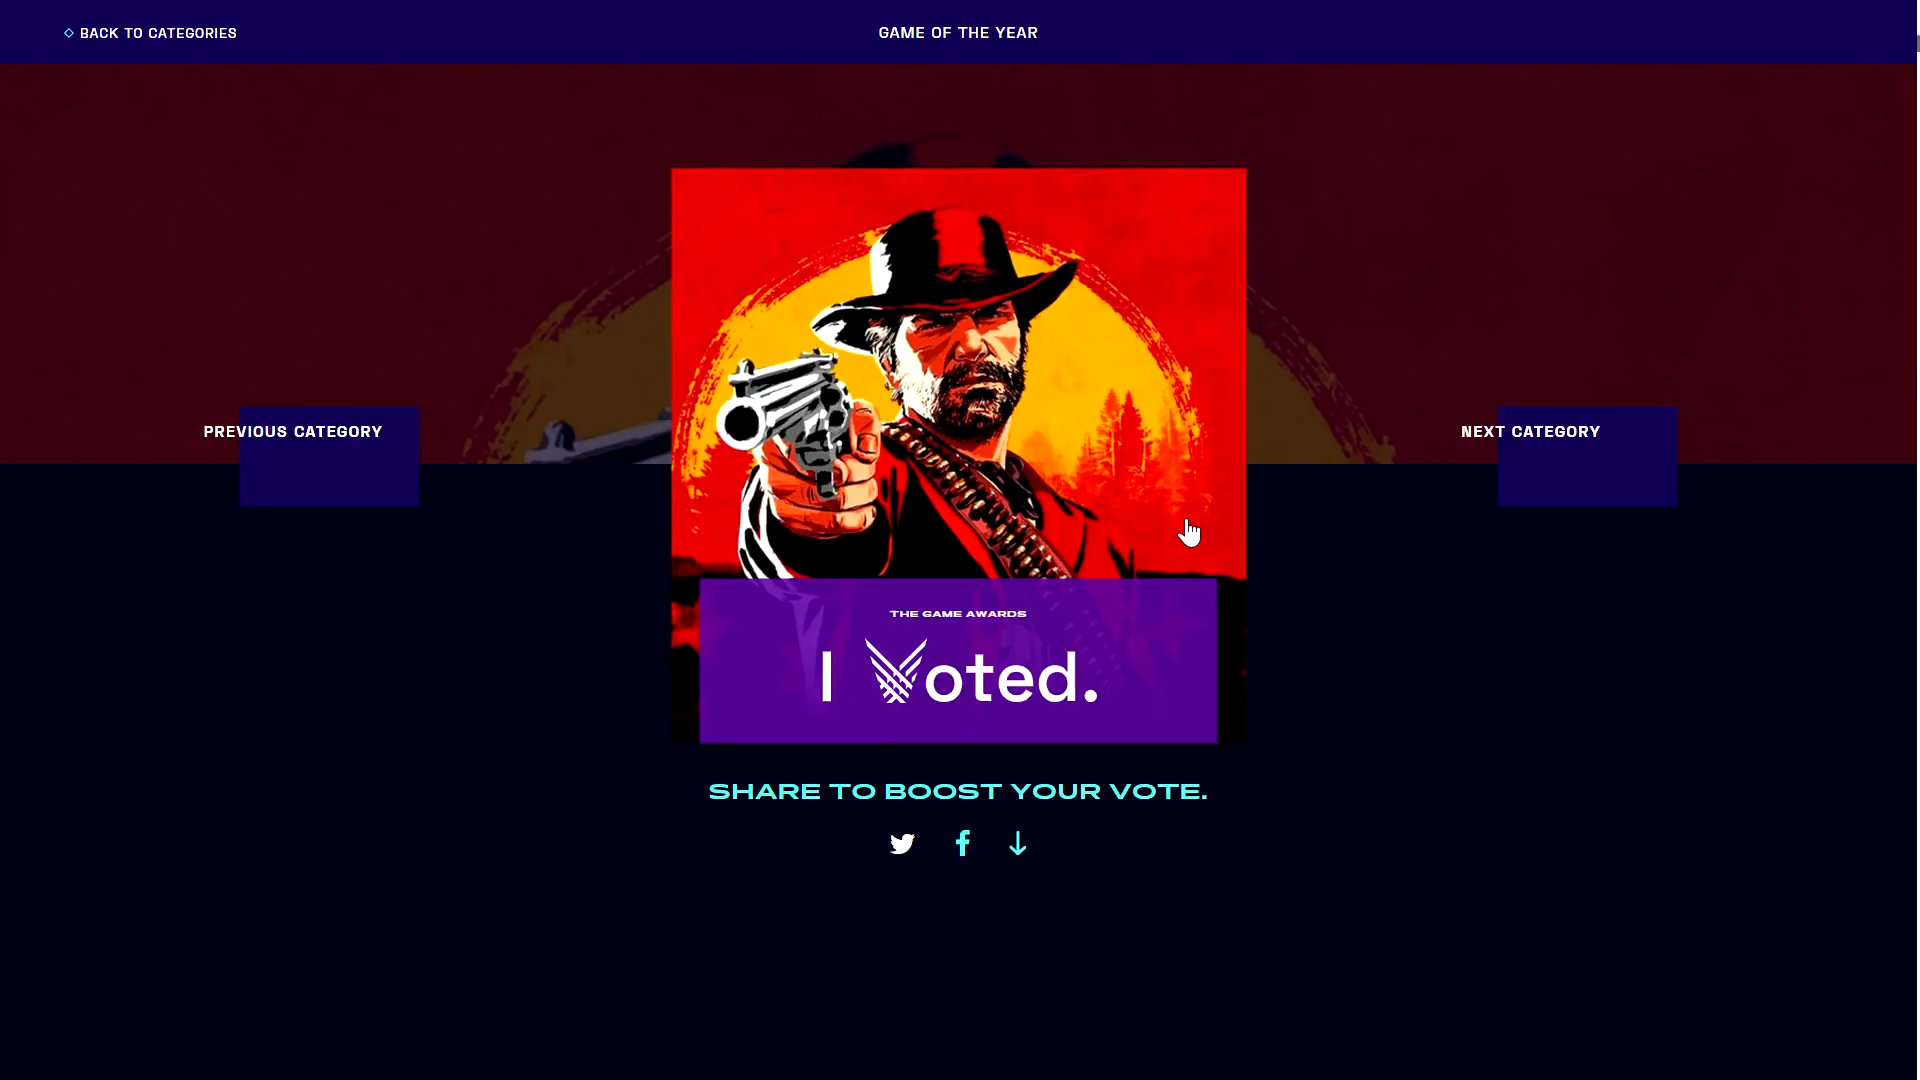 BACK TO CATEGORIES
GAME OF THE YEAR
PREVIOUS CATEGORY
NEXT CATEGORY
THE GAME AWARDS
I Voted.
SHARE TO BOOST YOUR VOTE.